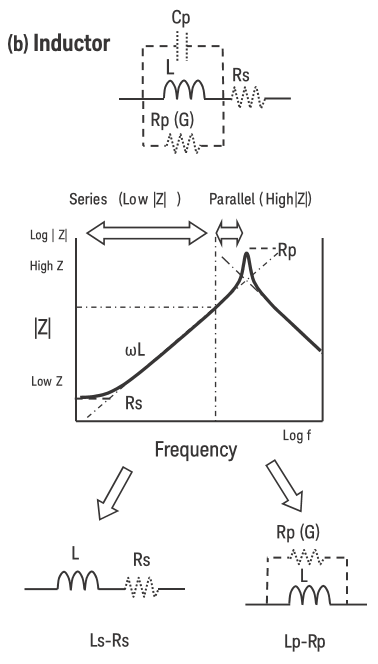 (b) Inductor
Cp
L
Rs
Rp (G)
Series (Low |Z| ) Parallel ( High|Z|)
Log | Z|
High Z
Rp
|Z|
ωL
Low Z
Rs
Log f
Frequency
L Rs
Ls-Rs
Rp (G)
L
Lp-Rp